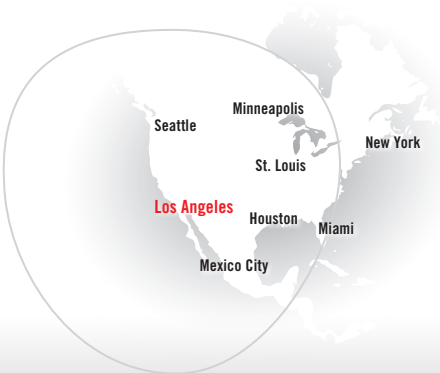 Minneapolis
Seattle
New York
St. Louis
Los Angeles
Houston
Miami
Mexico City